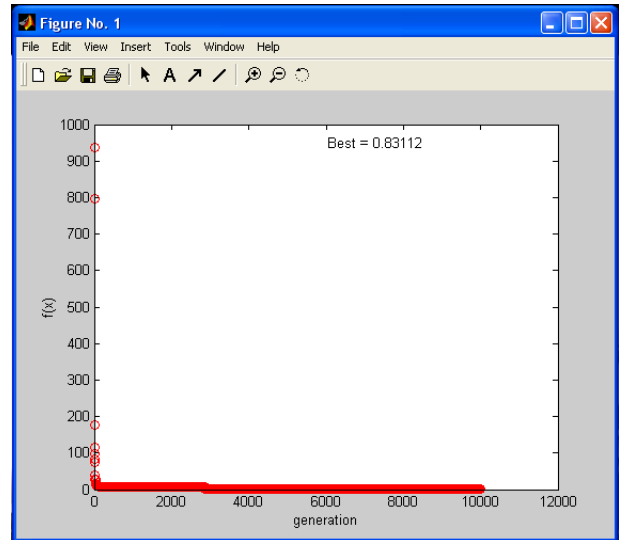 Figure No. 1
File Edit View Insert Tools Window Help
A
Best = 0.83112
1000
900
800
700
600
500
400
300
200
100
0
f(x)
0 2000 4000 6000 8000 10000 12000
generation